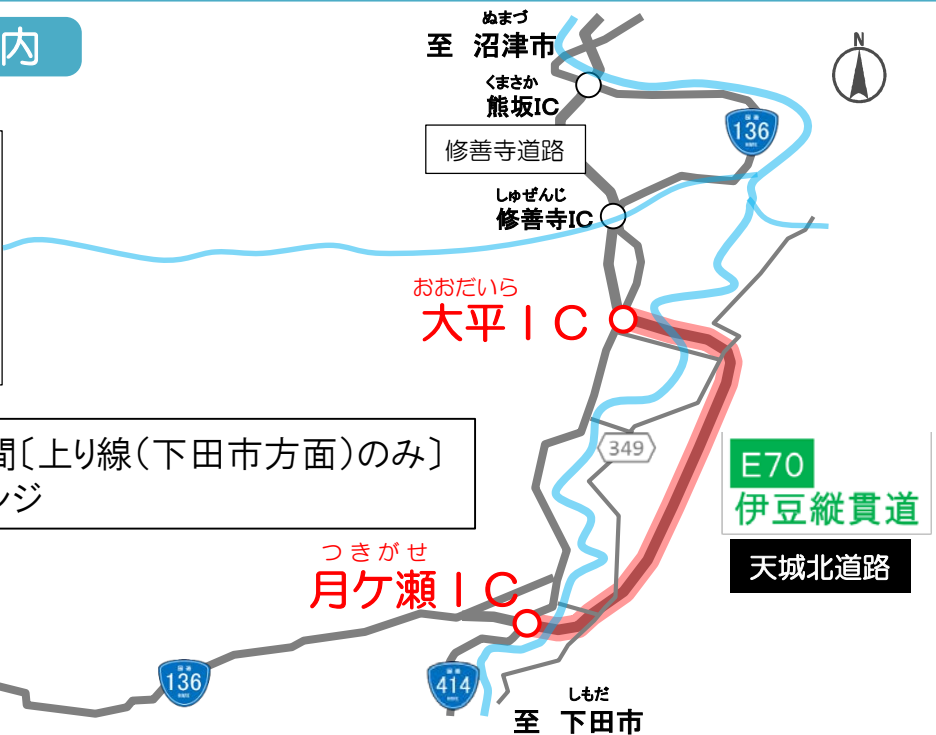 内
ぬまづ
至 沼津市
N
くまさか
熊坂IC
136
修善寺道路
しゅぜんじ
修善寺IC
おおだいら
大平IC
間〔上り線(下田市方面)のみ〕
ンジ
349
E70
伊豆縦貫道
天城北道路
つきがせ
月ケ瀬IC
136
414
しもだ
至 下田市